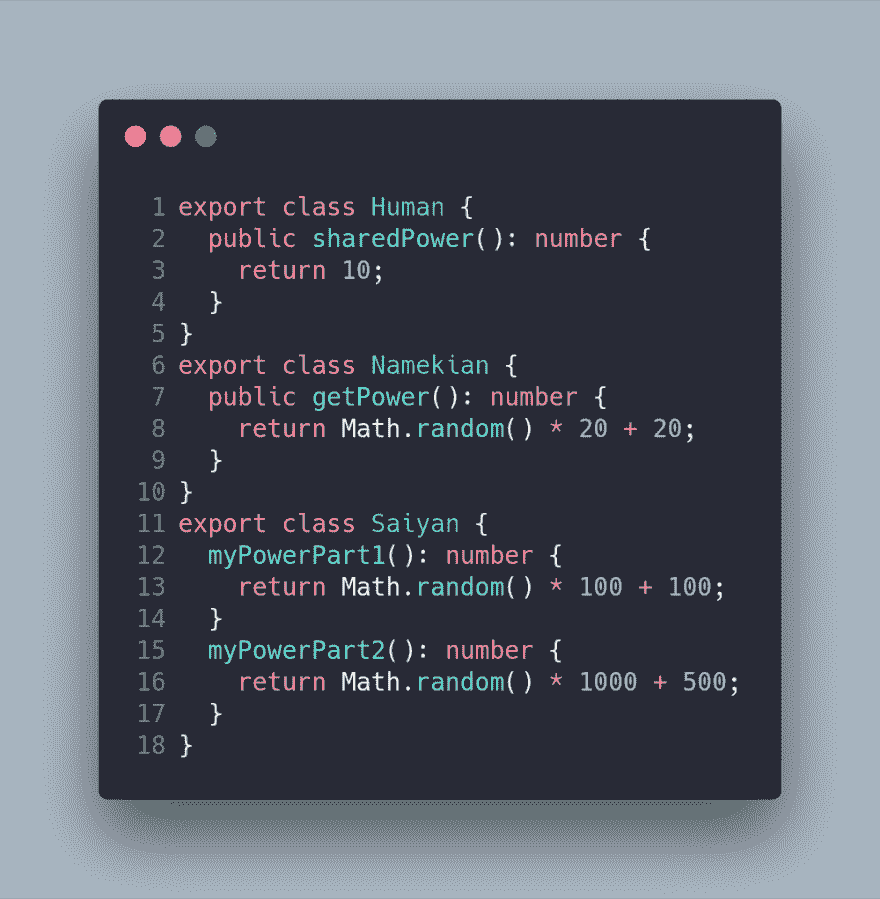 1 export class Human {
2   public sharedPower(): number {
3     return 10;
4   }
5 }
6 export class Namekian {
7   public getPower(): number {
8     return Math.random() * 20 + 20;
9   }
10 }
11 export class Saiyan {
12   myPowerPart1(): number {
13     return Math.random() * 100 + 100;
14   }
15   myPowerPart2(): number {
16     return Math.random() * 1000 + 500;
17   }
18 }